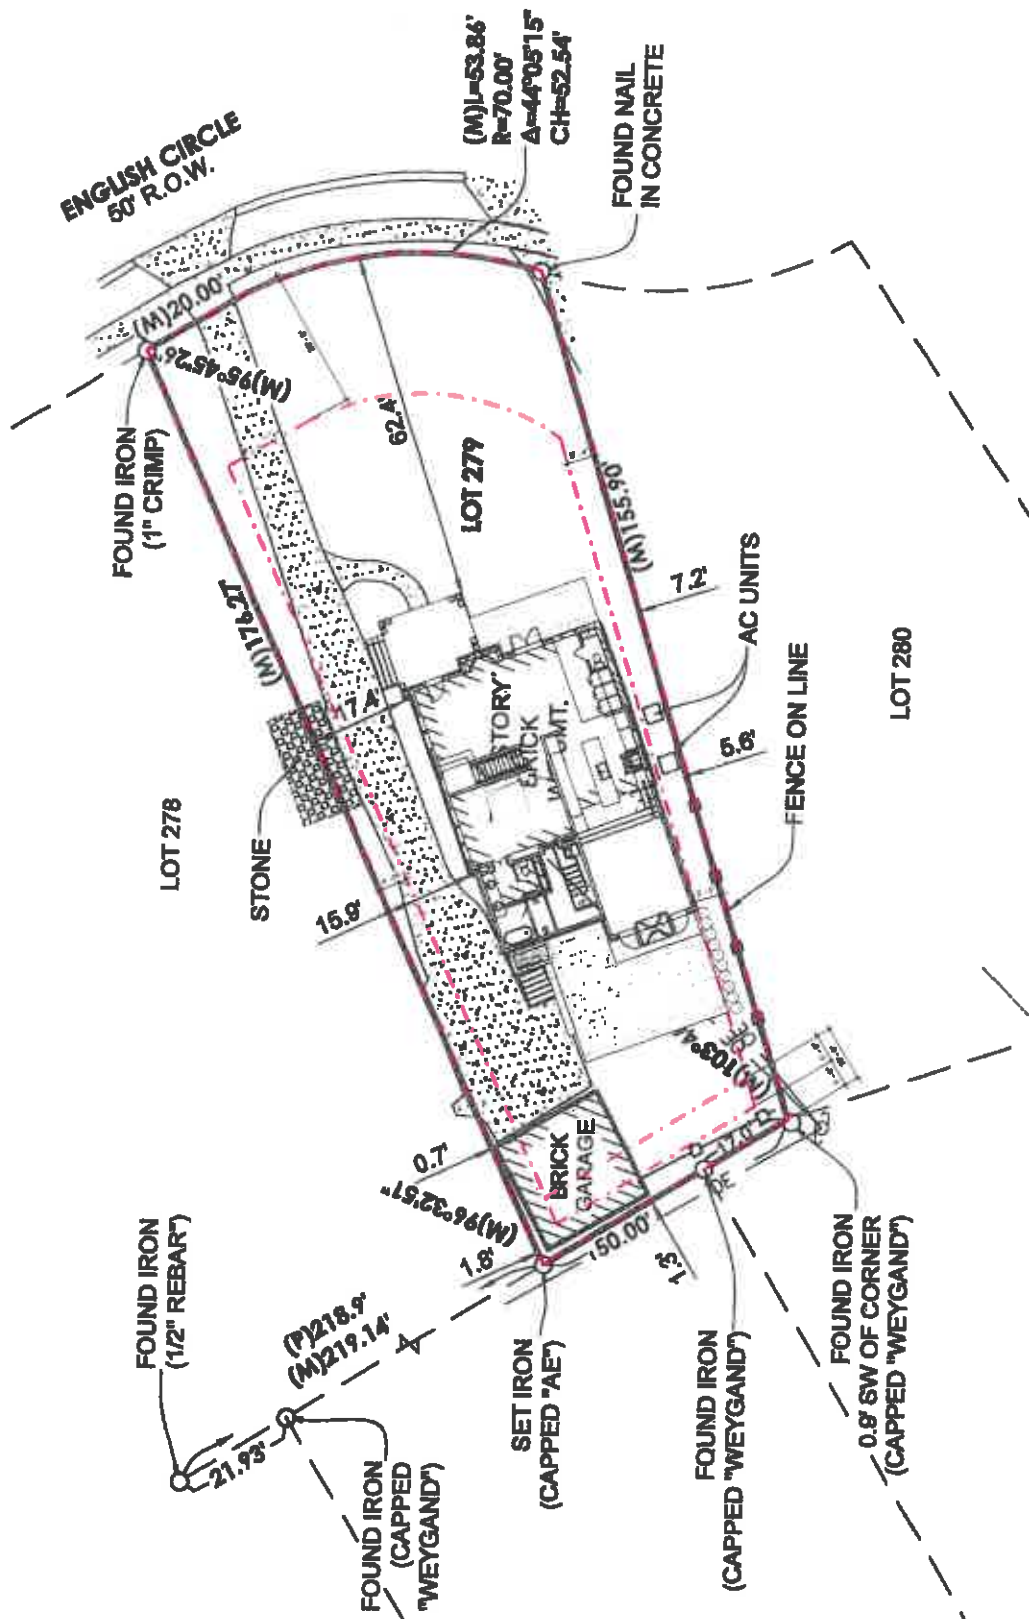 ENGLISH CIRCLE
50' R.O.W.
(M)L=53.86'
R=70.00'
Δ=44°05'15"
CH=52.54'
FOUND NAIL
IN CONCRETE
(M)20.00'
(M)95°45'26"
FOUND IRON
(1" CRIMP)
62.4'
LOT 279
(M)176.27'
(M)155.90'
7.2'
AC UNITS
5.6'
FENCE ON LINE
LOT 280
LOT 278
STONE
7.4'
15.9'
STORY
BRICK
0.7'
(M)96°32'51"
1.8'
BRICK
GARAGE
50.00'
1.3'
17.0'
(M)103°4
FOUND IRON
(1/2" REBAR")
(P)218.9'
(M)219.14'
21.93'
FOUND IRON
(CAPPED
"WEYGAND")
SET IRON
(CAPPED "AE")
FOUND IRON
(CAPPED "WEYGAND")
FOUND IRON
0.9' SW OF CORNER
(CAPPED "WEYGAND")